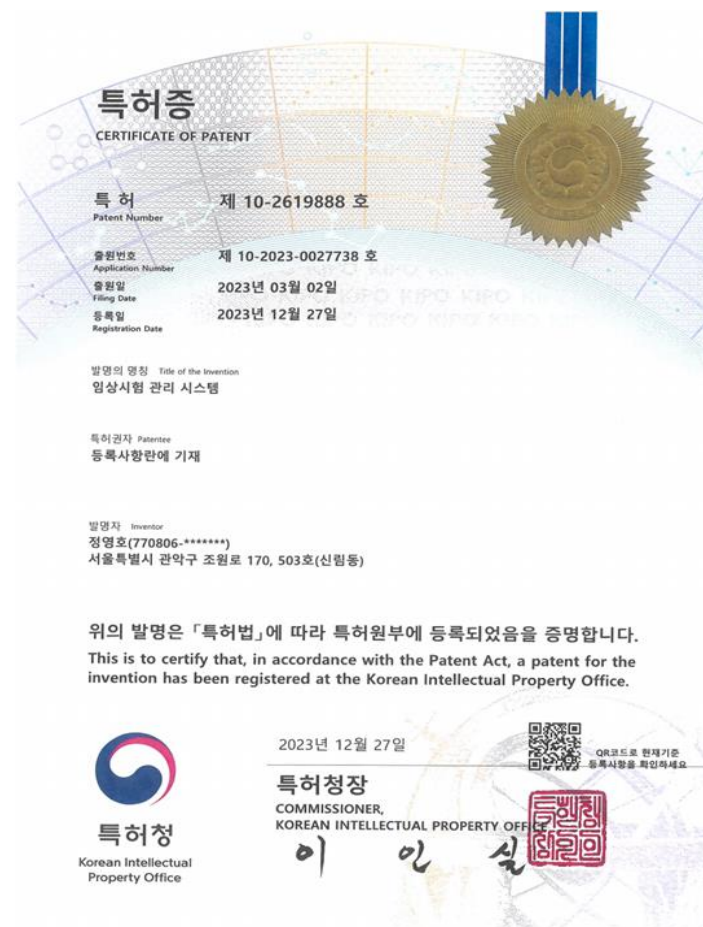 특허증
CERTIFICATE OF PATENT
특 허 제 10-2619888 호
Patent Number
출원번호 제 10-2023-0027738 호
Application Number
출원일 2023년 03월 02일
Filing Date
등록일 2023년 12월 27일
Registration Date
발명의 명칭 Title of the Invention
임상시험 관리 시스템
특허권자 Patentee
등록사항란에 기재
발명자 Inventor
정영호(770806-*******)
서울특별시 관악구 조원로 170, 503호(신림동)
위의 발명은 「특허법」에 따라 특허원부에 등록되었음을 증명합니다.
This is to certify that, in accordance with the Patent Act, a patent for the
invention has been registered at the Korean Intellectual Property Office.
2023년 12월 27일
QR코드로 현재기준
등록사항을 확인하세요
특허청장
COMMISSIONER,
KOREAN INTELLECTUAL PROPERTY OFFICE
이 인 실
특허청
Korean Intellectual
Property Office